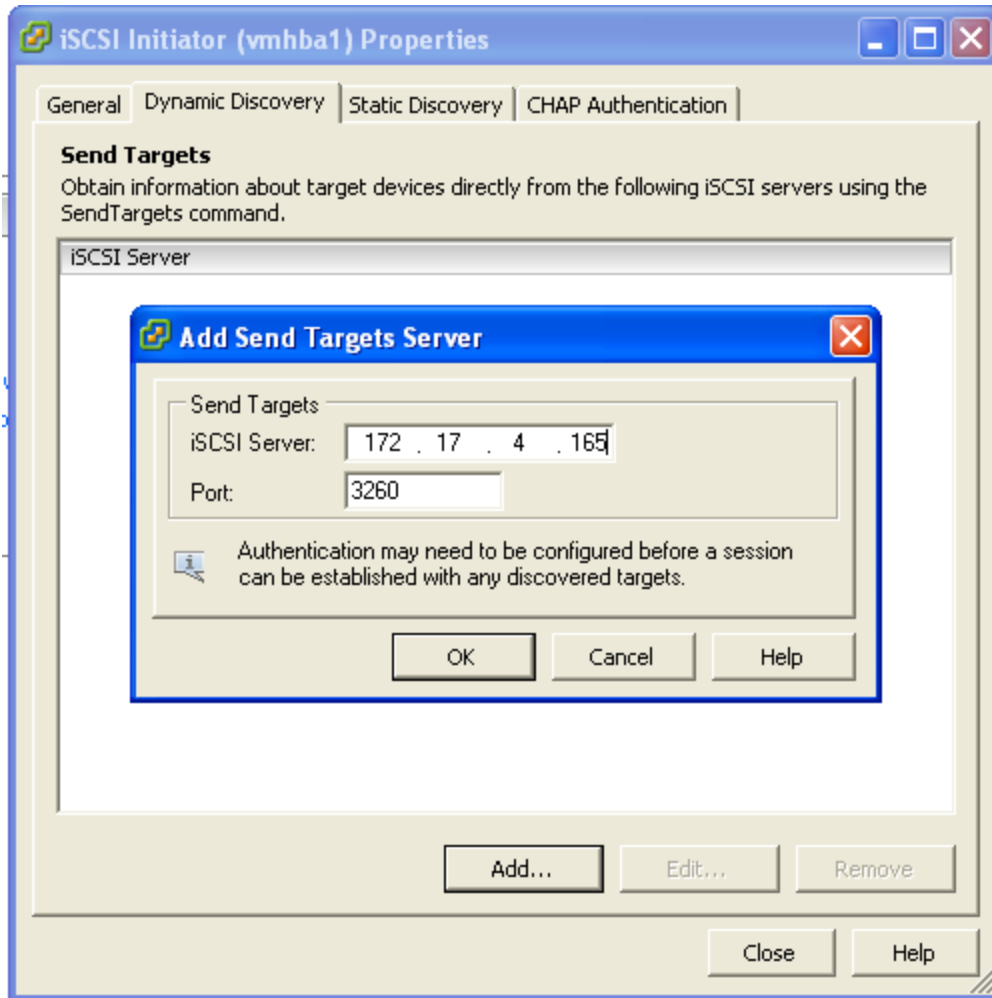 iSCSI Initiator (vmhba1) Properties
General Dynamic Discovery Static Discovery CHAP Authentication
Send Targets
Obtain information about target devices directly from the following iSCSI servers using the
SendTargets command.
iSCSI Server
Add Send Targets Server
Send Targets
iSCSI Server: 172 . 17 . 4 . 165
Port: 3260
Authentication may need to be configured before a session
can be established with any discovered targets.
OK Cancel Help
Add... Edit... Remove
Close Help